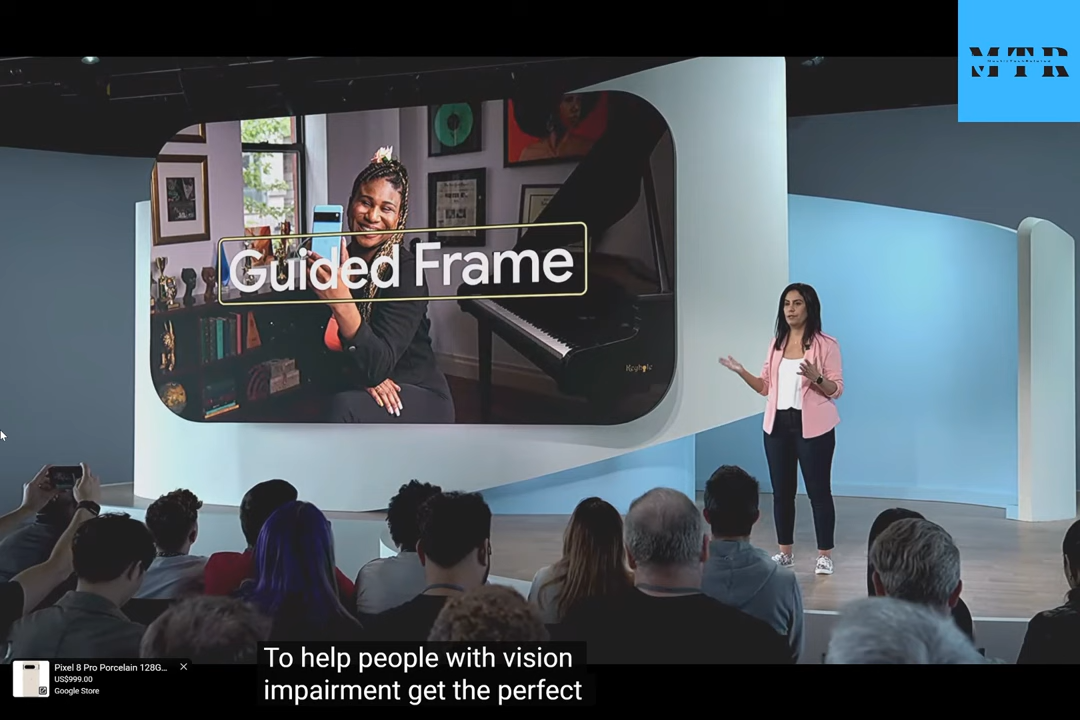 MTR
Guided Frame
To help people with vision
impairment get the perfect
Pixel 8 Pro Porcelain 128G...
US$999.00
Google Store